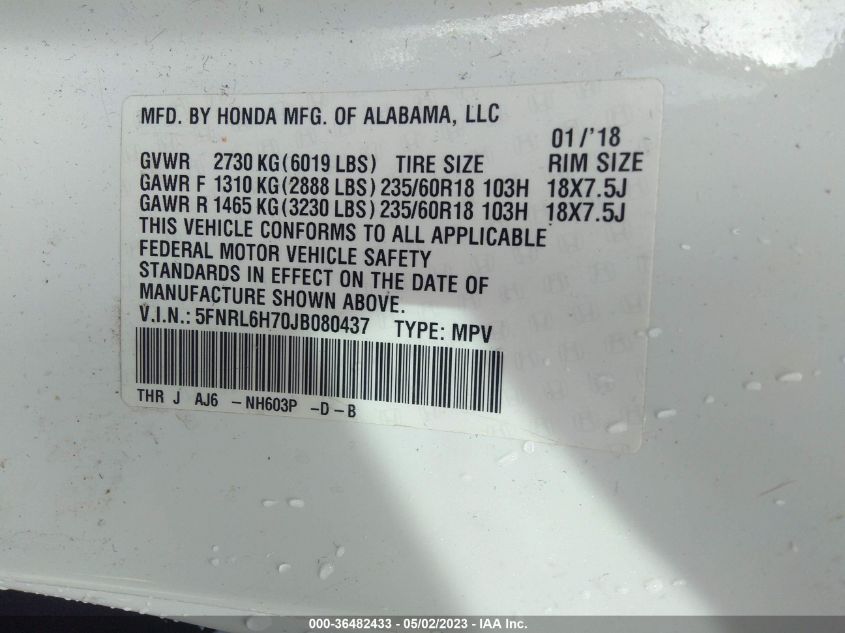 MFD. BY HONDA MFG. OF ALABAMA, LLC
01/'18
GVWR 2730 KG(6019 LBS) TIRE SIZE RIM SIZE
GAWR F 1310 KG(2888 LBS) 235/60R18 103H 18X7.5J
GAWR R 1465 KG(3230 LBS) 235/60R18 103H 18X7.5J
THIS VEHICLE CONFORMS TO ALL APPLICABLE
FEDERAL MOTOR VEHICLE SAFETY
STANDARDS IN EFFECT ON THE DATE OF
MANUFACTURE SHOWN ABOVE.
V.I.N.: 5FNRL6H70JB080437 TYPE: MPV
THR J AJ6 -NH603P -D-B
000-36482433 - 05/02/2023 - IAA Inc.